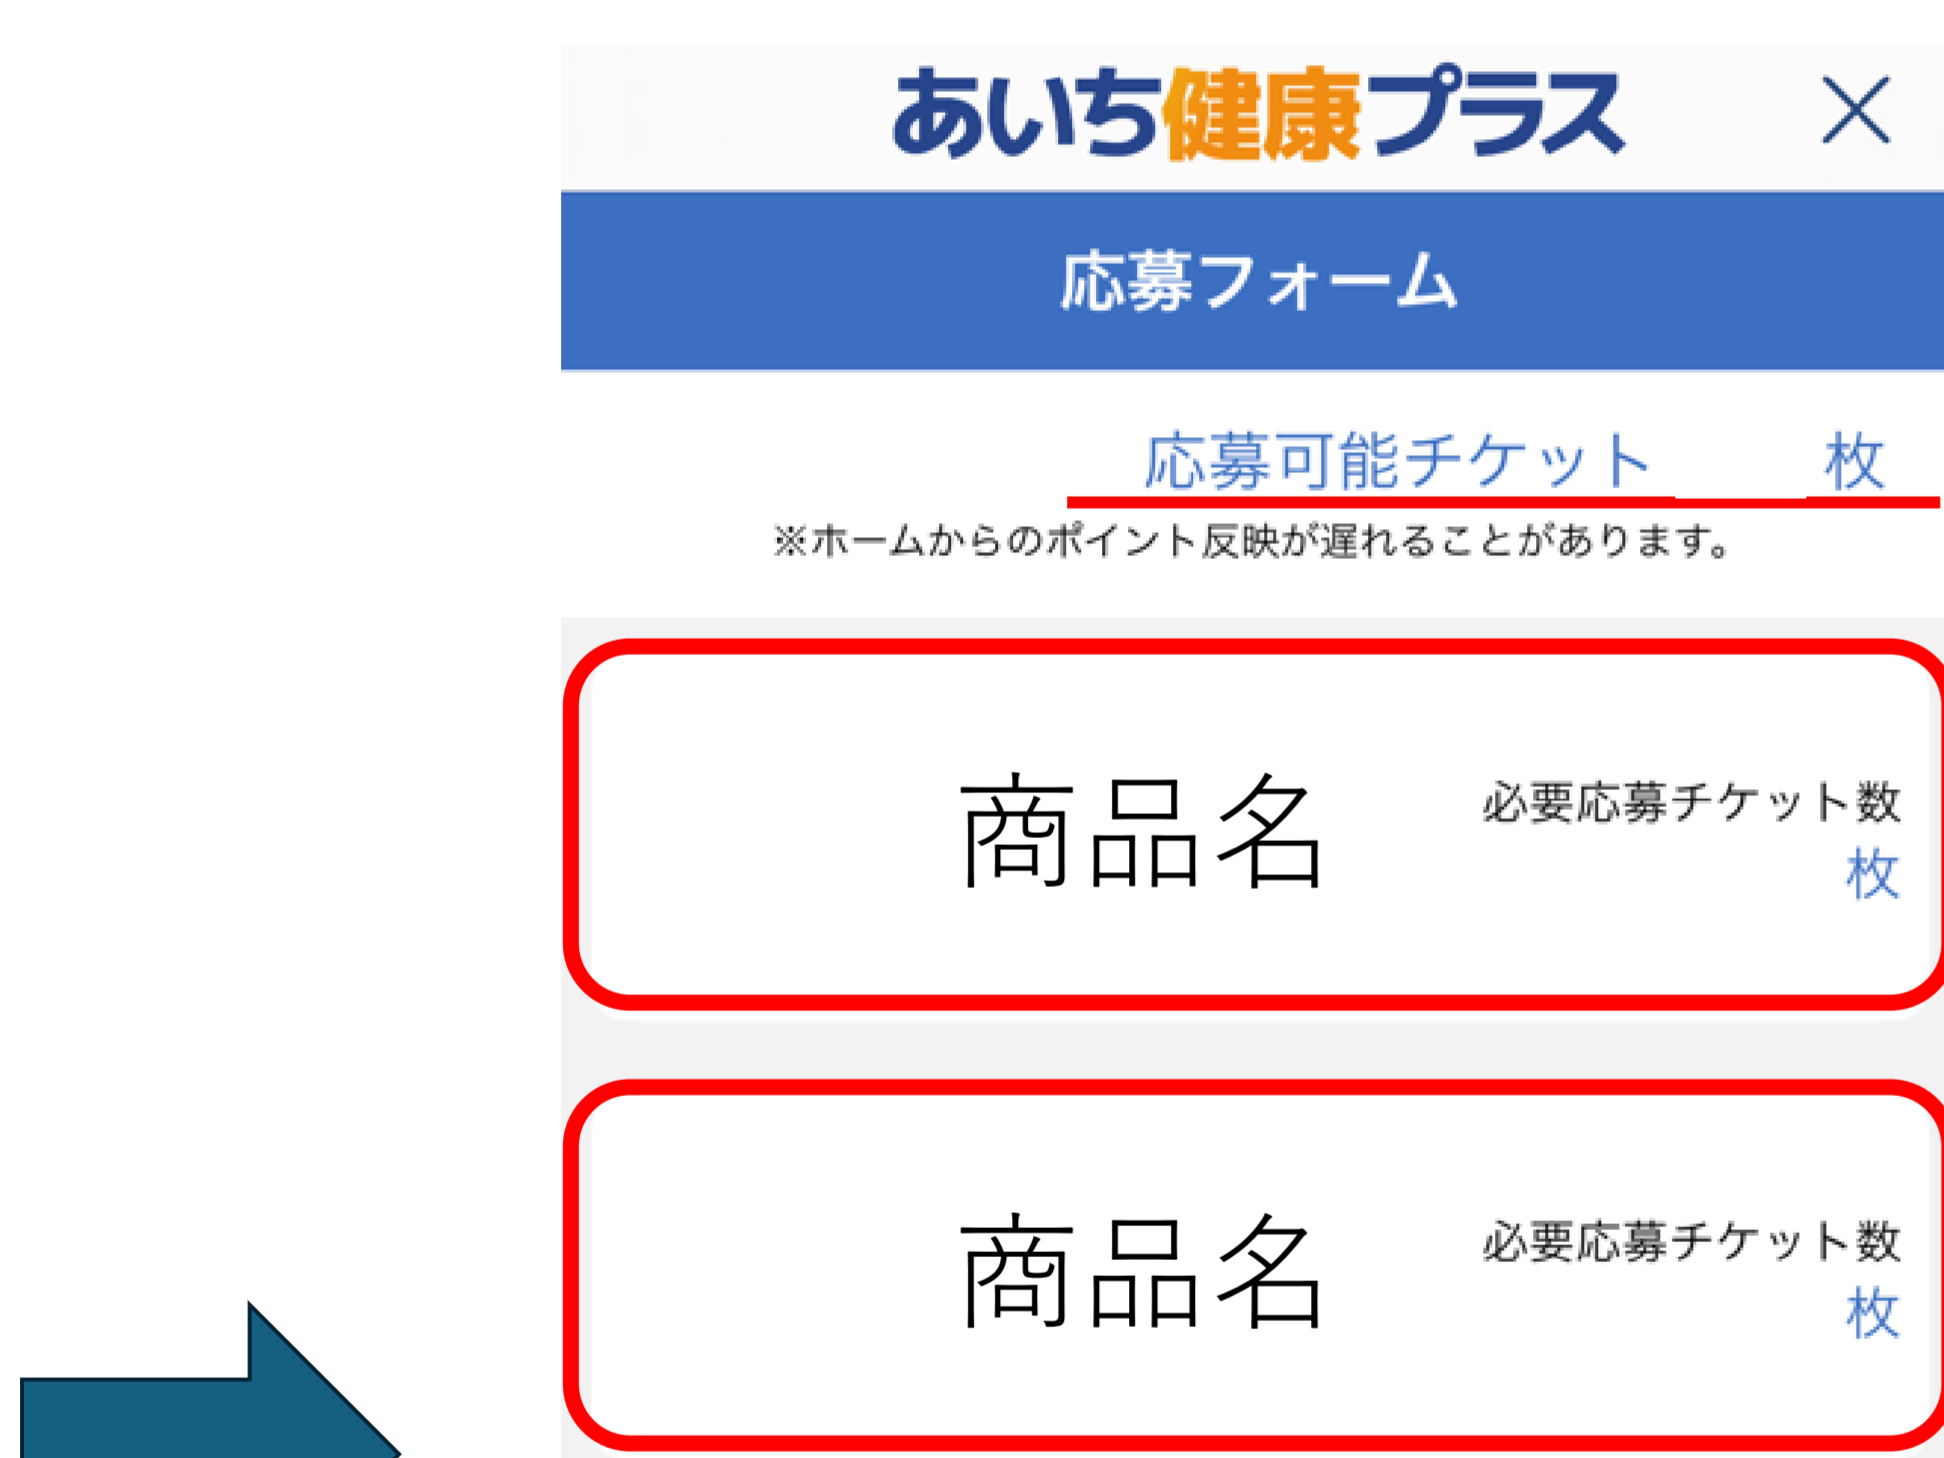 あいち健康プラス
応募フォーム
応募可能チケット 枚
※ホームからのポイント反映が遅れることがあります。
商品名
必要応募チケット数
枚
商品名
必要応募チケット数
枚